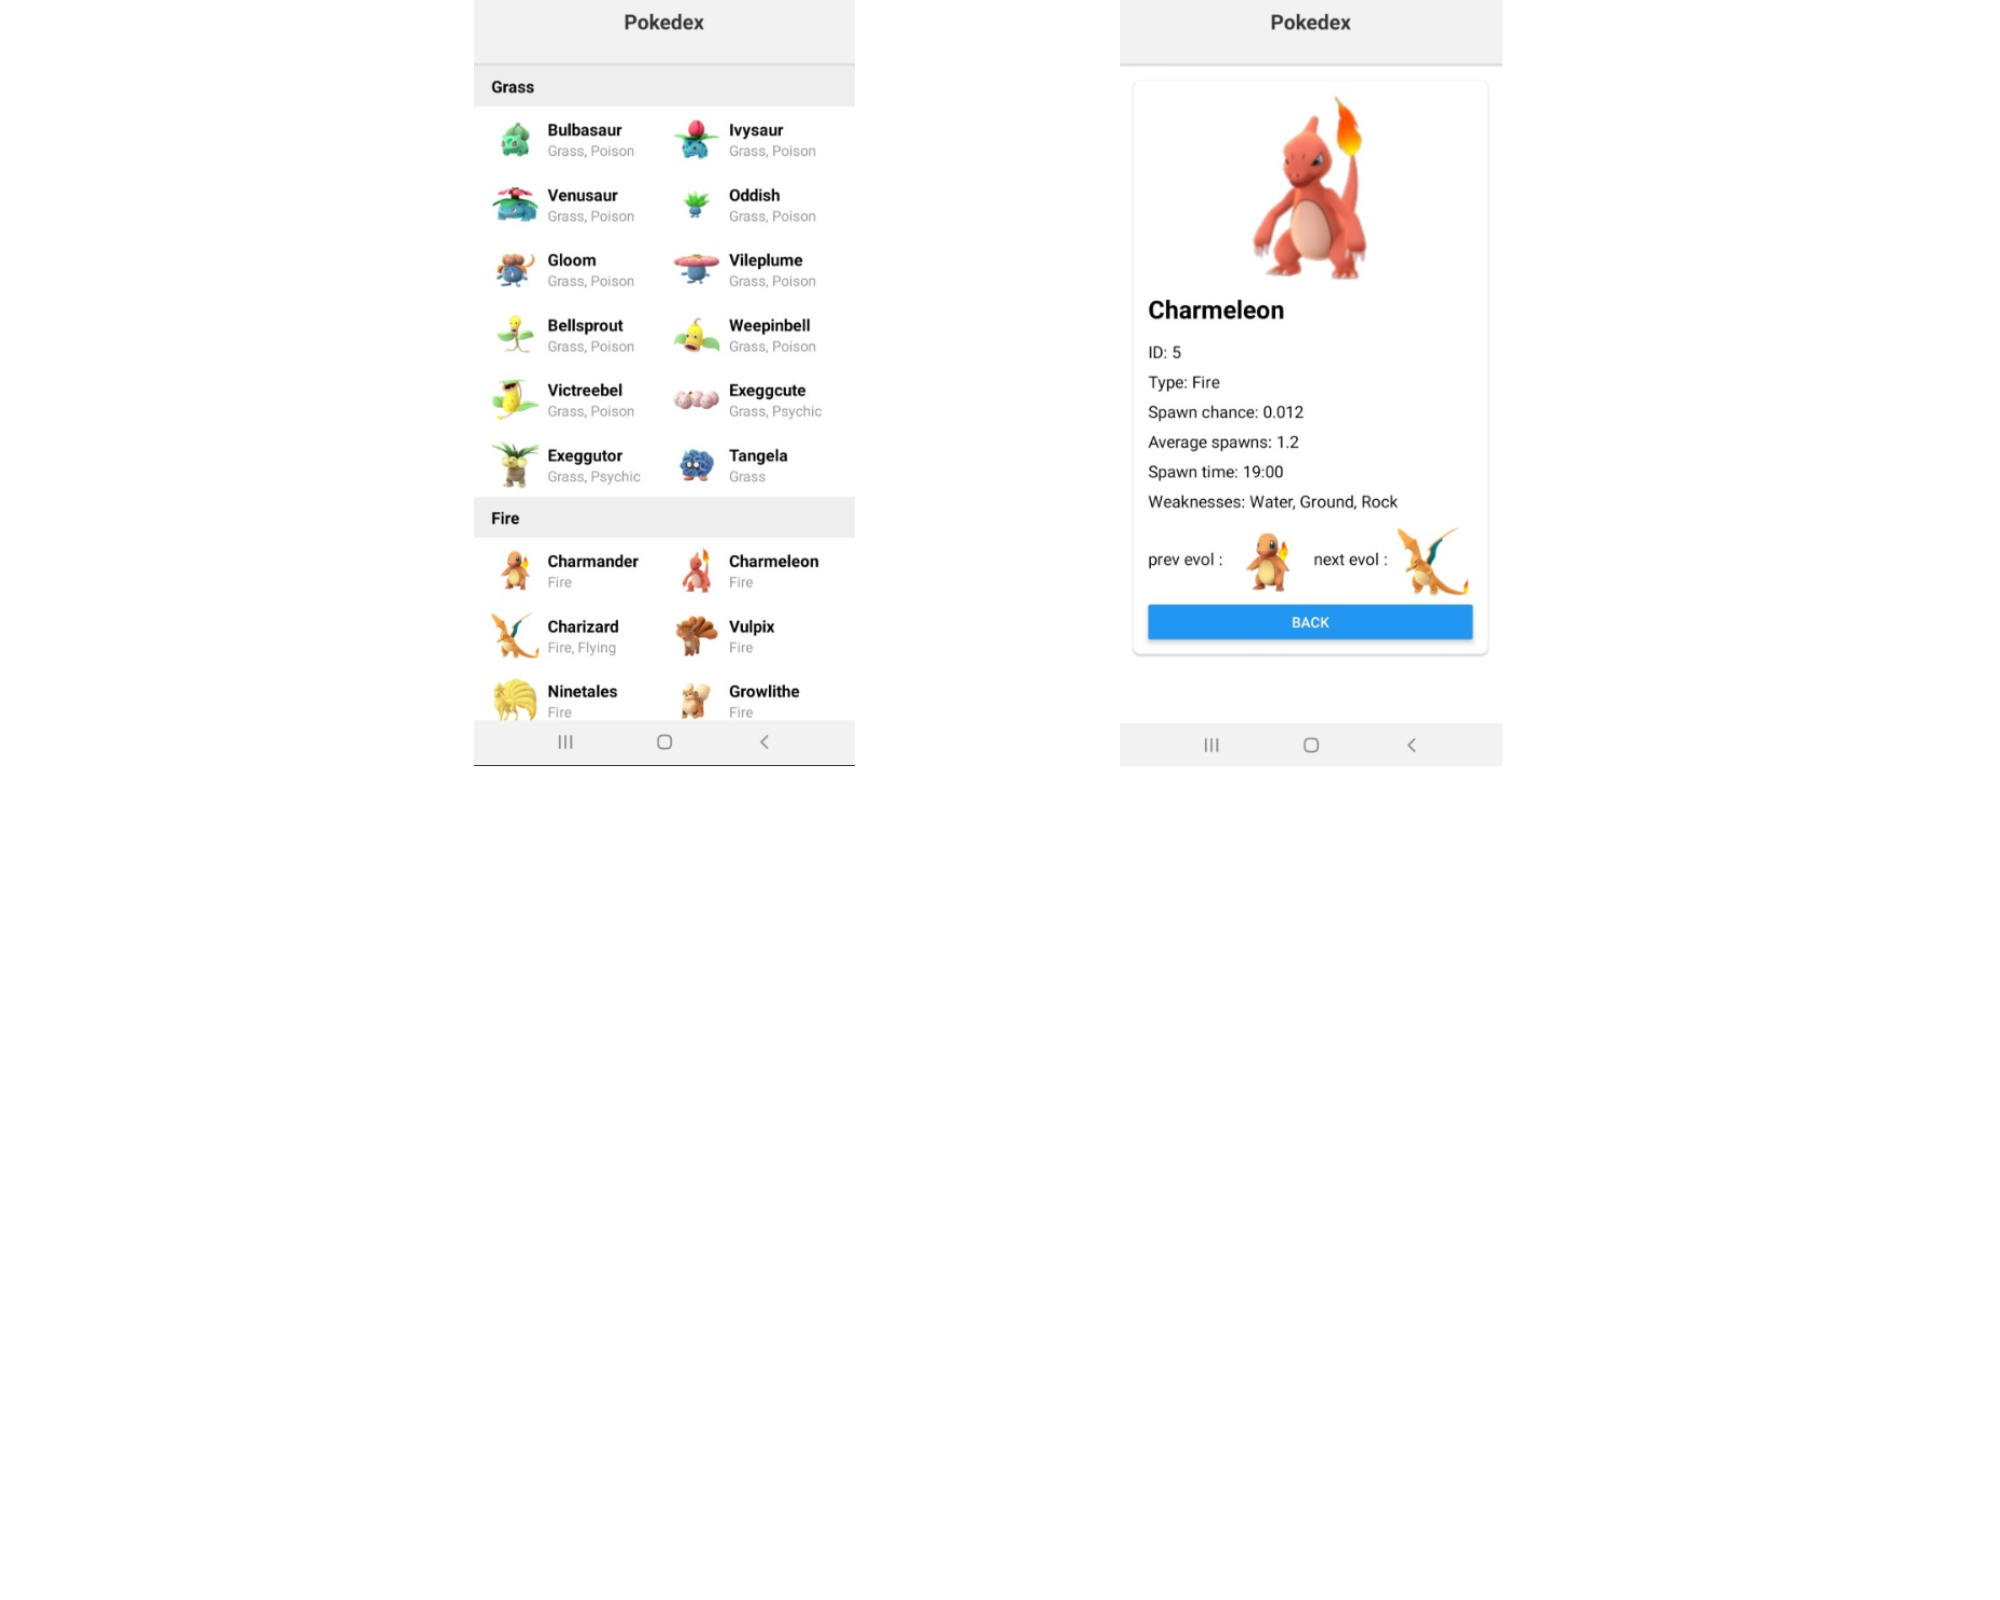 Pokedex
Grass
Bulbasaur
Grass, Poison
Ivysaur
Grass, Poison
Venusaur
Grass, Poison
Oddish
Grass, Poison
Gloom
Grass, Poison
Vileplume
Grass, Poison
Bellsprout
Grass, Poison
Weepinbell
Grass, Poison
Victreebel
Grass, Poison
Exeggcute
Grass, Psychic
Exeggutor
Grass, Psychic
Tangela
Grass
Fire
Charmander
Fire
Charmeleon
Fire
Charizard
Fire, Flying
Vulpix
Fire
Ninetales
Fire
Growlithe
Fire
Pokedex
Charmeleon
ID: 5
Type: Fire
Spawn chance: 0.012
Average spawns: 1.2
Spawn time: 19:00
Weaknesses: Water, Ground, Rock
prev evol : next evol :
BACK